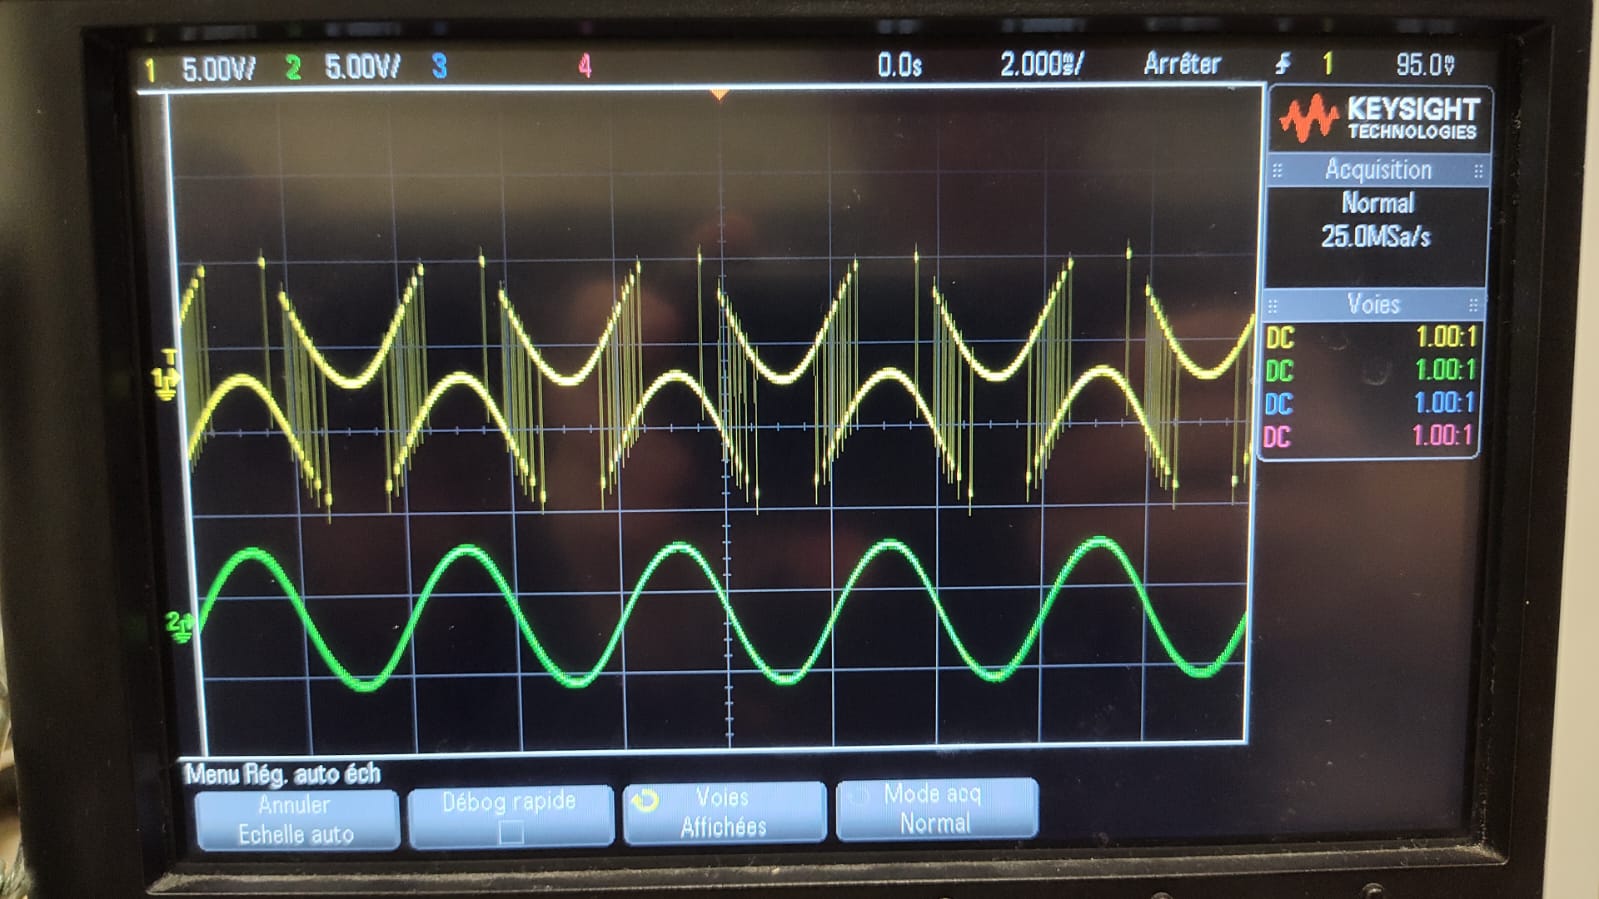 1 5.00V/ 2 5.00V/ 3 4 0.0s 2.000ms/ Arrêter 1 95.0mV
KEYSIGHT
TECHNOLOGIES
Acquisition
Normal
25.0MSa/s
Voies
DC 1.00:1
DC 1.00:1
DC 1.00:1
DC 1.00:1
T
1
2
Menu Rég. auto éch
Annuler
Echelle auto
Débog rapide
Voies
Affichées
Mode acq
Normal